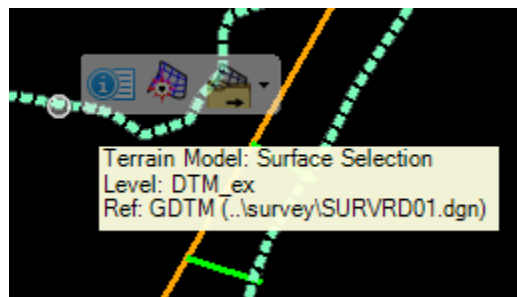 Terrain Model: Surface Selection
Level: DTM_ex
Ref: GDTM (..\survey\SURVRD01.dgn)